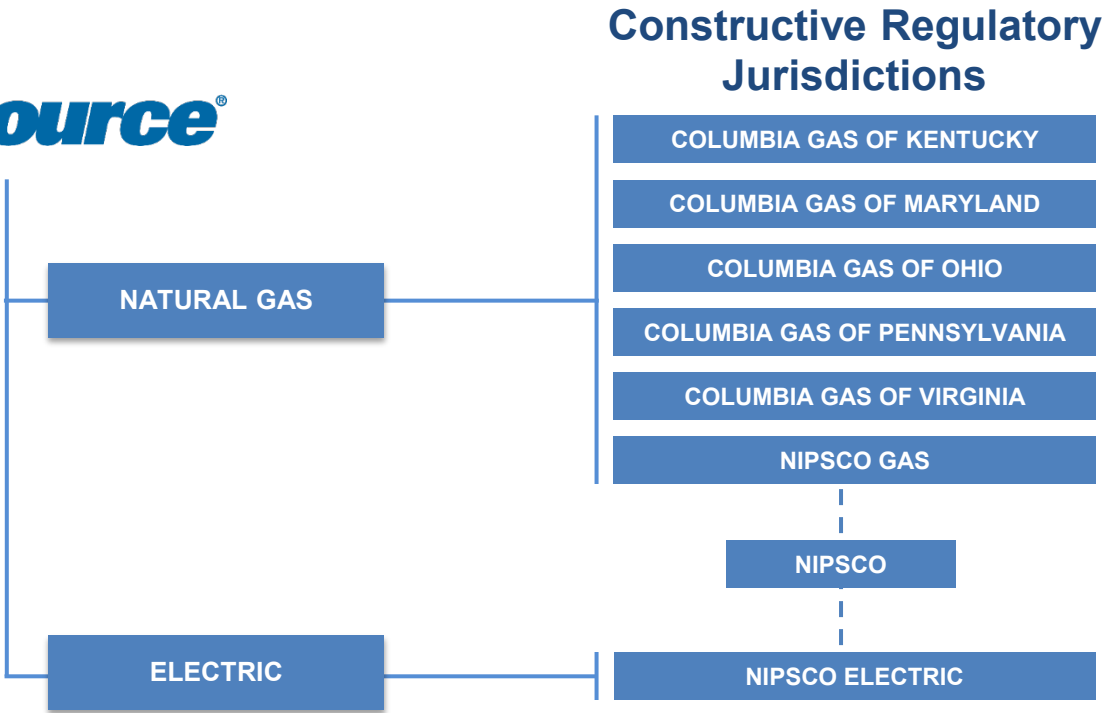 Constructive Regulatory
Jurisdictions
ource®
COLUMBIA GAS OF KENTUCKY
COLUMBIA GAS OF MARYLAND
COLUMBIA GAS OF OHIO
NATURAL GAS
COLUMBIA GAS OF PENNSYLVANIA
COLUMBIA GAS OF VIRGINIA
NIPSCO GAS
NIPSCO
ELECTRIC
NIPSCO ELECTRIC